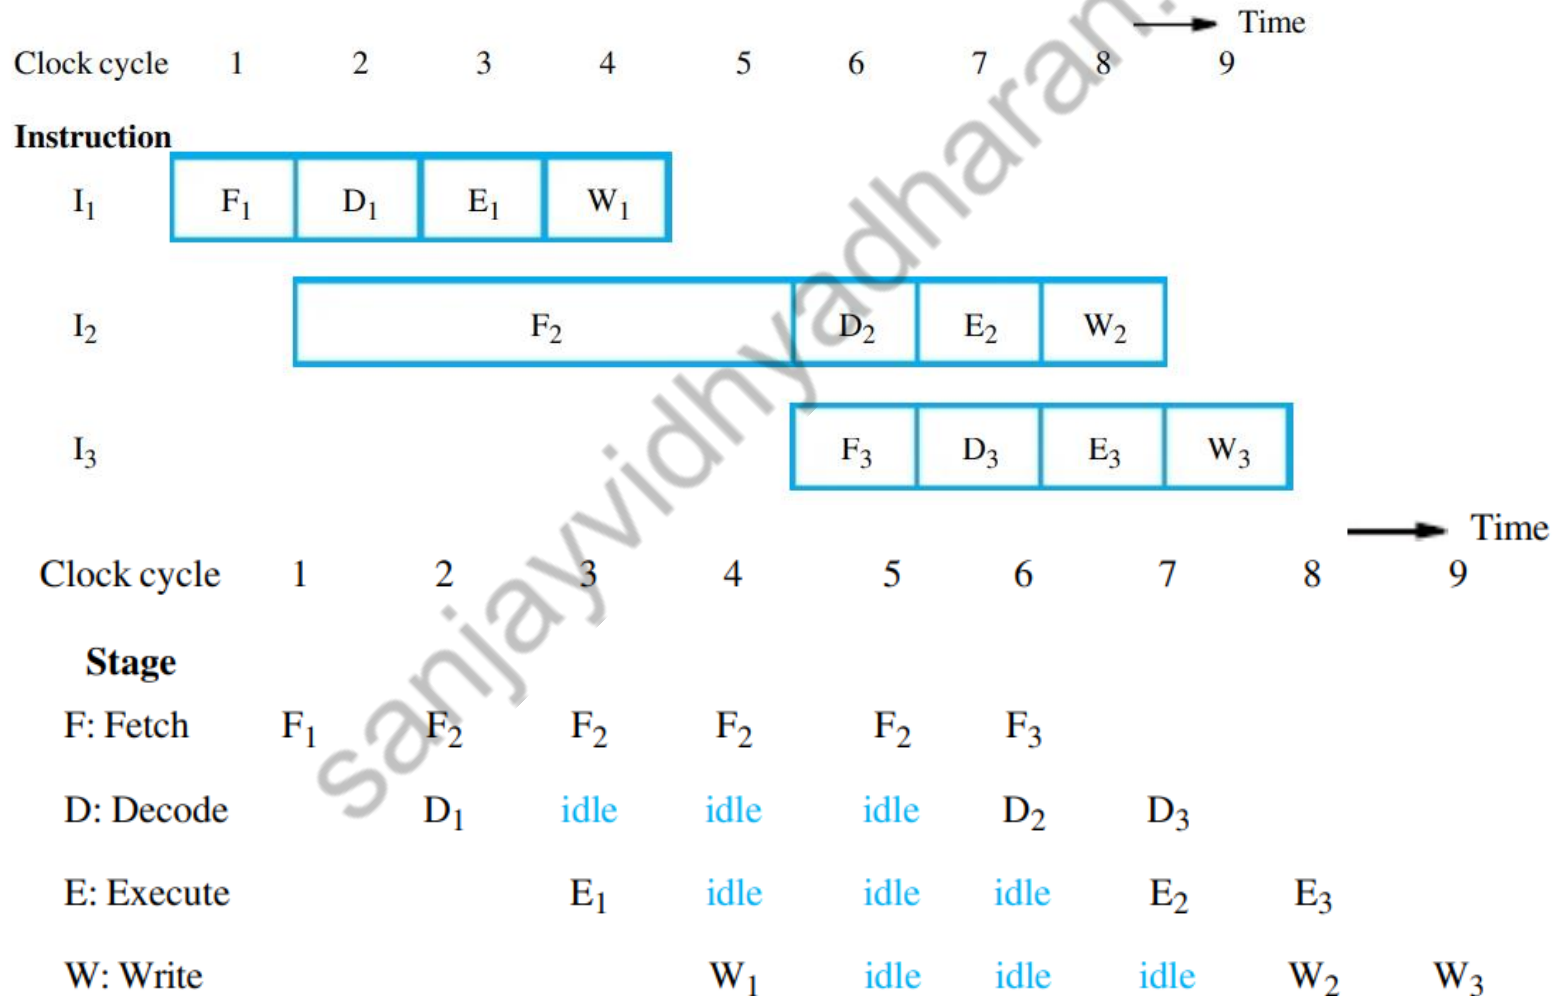 Time
Clock cycle 1 2 3 4 5 6 7 8 9
Instruction
I1 F1 D1 E1 W1
I2 F2 D2 E2 W2
I3 F3 D3 E3 W3
Time
Clock cycle 1 2 3 4 5 6 7 8 9
Stage
F: Fetch F1 F2 F2 F2 F2 F3
D: Decode D1 idle idle idle D2 D3
E: Execute E1 idle idle idle E2 E3
W: Write W1 idle idle idle W2 W3
sanjayvidhyadharan.